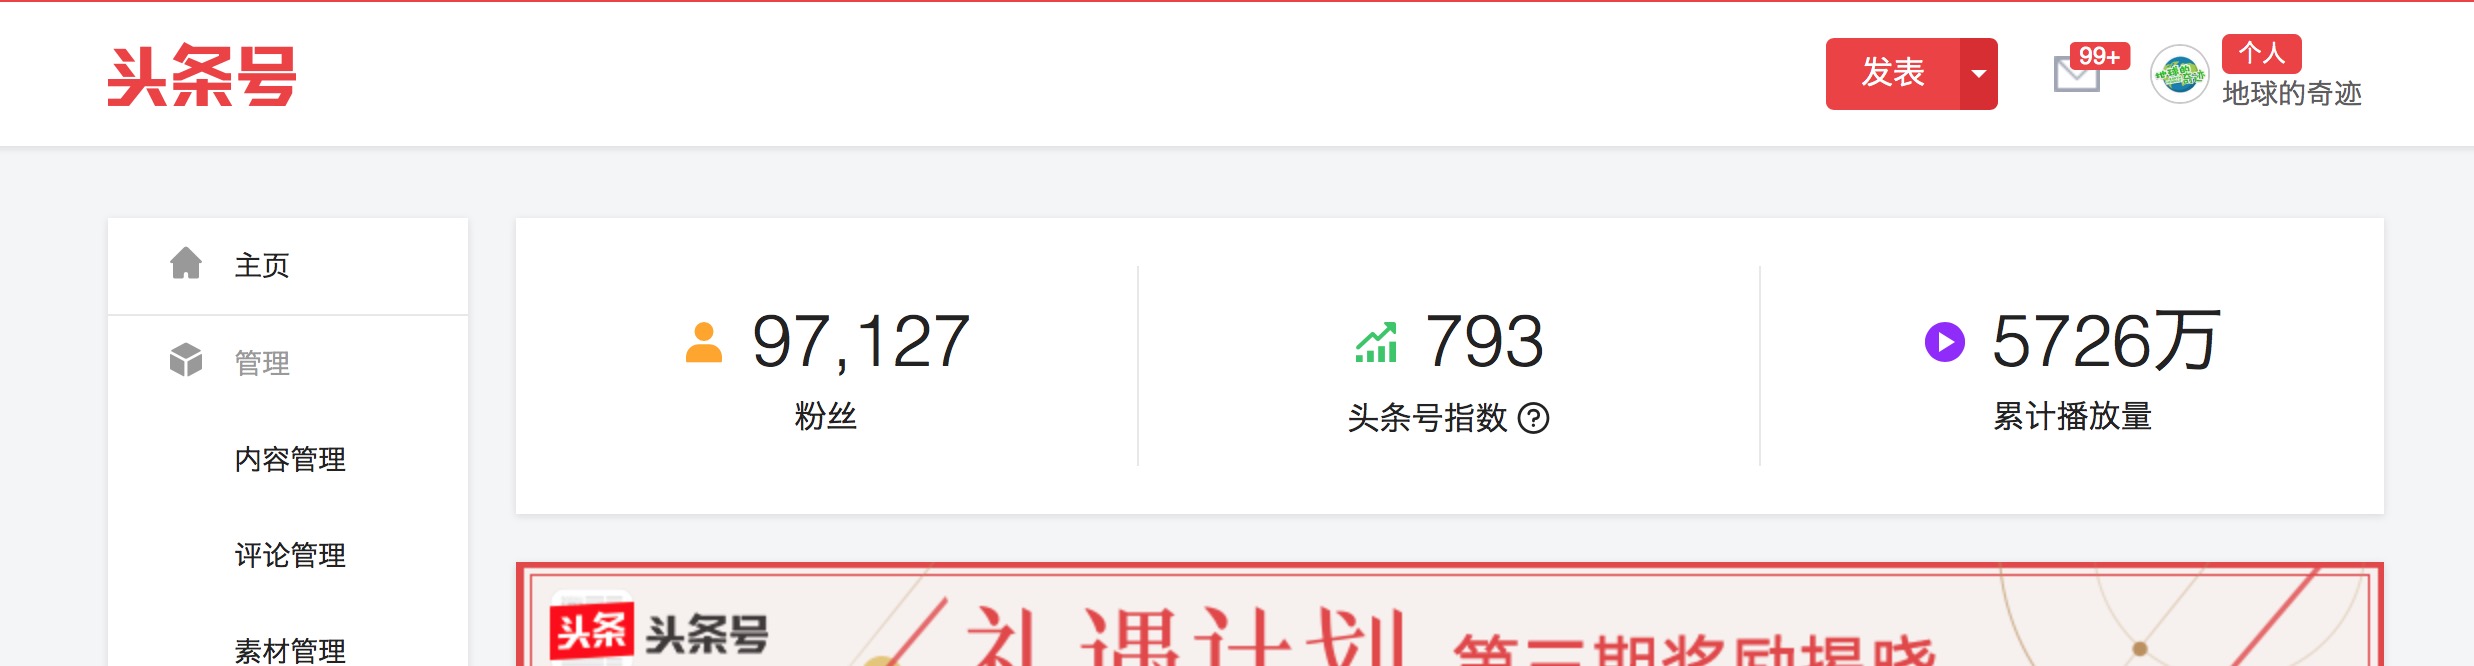 头条号
发表
99+
个人
地球的奇迹
主页
管理
内容管理
评论管理
素材管理
97,127
粉丝
793
头条号指数 ?
5726万
累计播放量
头条 头条号
礼遇计划 第三期奖励揭晓